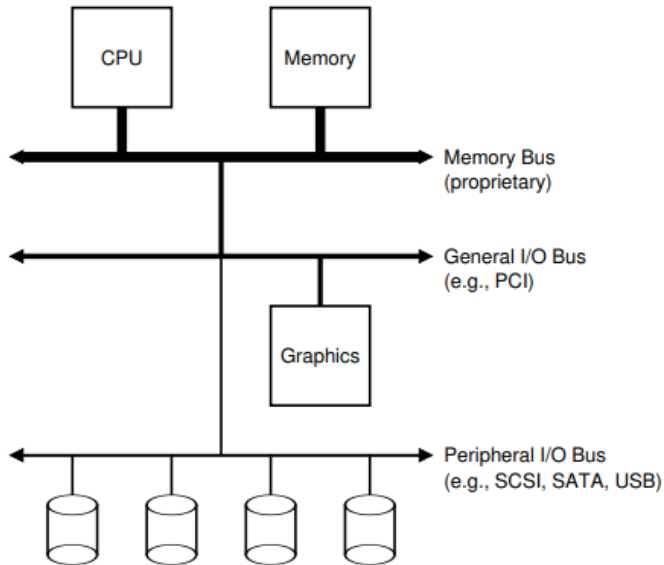 CPU
Memory
Memory Bus
(proprietary)
General I/O Bus
(e.g., PCI)
Graphics
Peripheral I/O Bus
(e.g., SCSI, SATA, USB)